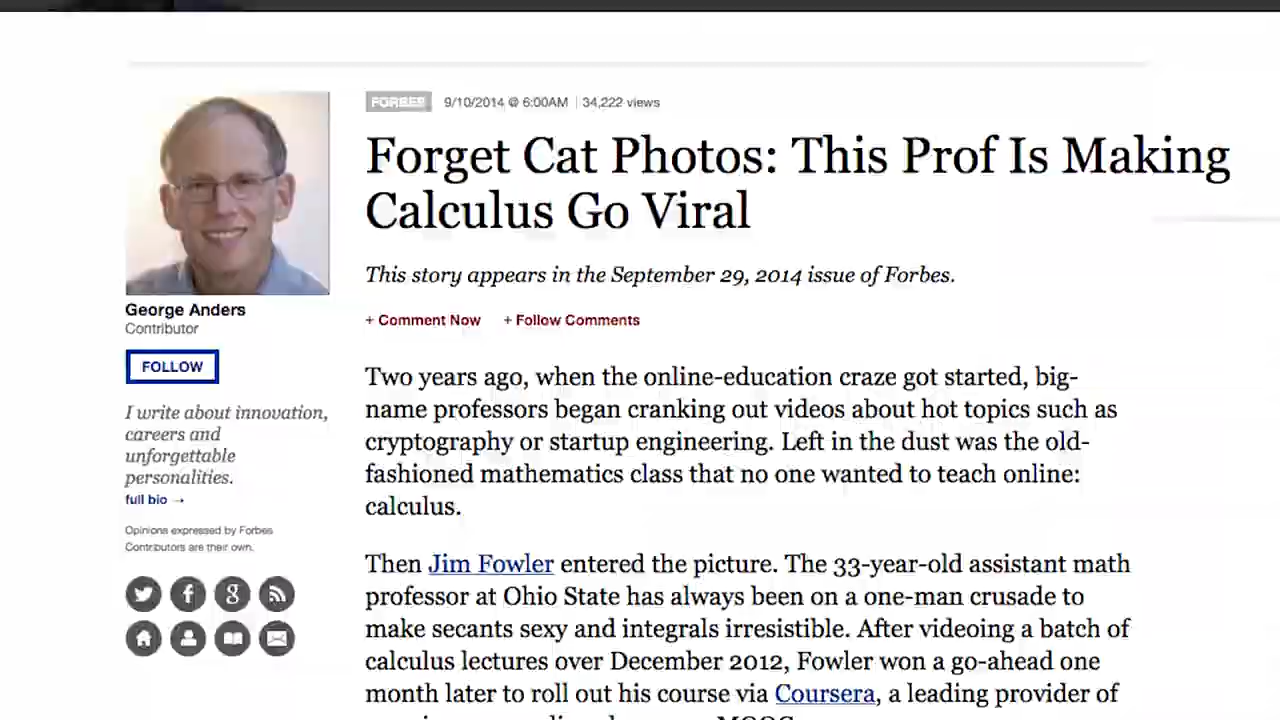 FORBES 9/10/2014 @ 6:00AM 34,222 views
Forget Cat Photos: This Prof Is Making
Calculus Go Viral
This story appears in the September 29, 2014 issue of Forbes.
+ Comment Now + Follow Comments
George Anders
Contributor
FOLLOW
I write about innovation,
careers and
unforgettable
personalities.
full bio →
Opinions expressed by Forbes
Contributors are their own.
Two years ago, when the online-education craze got started, big-
name professors began cranking out videos about hot topics such as
cryptography or startup engineering. Left in the dust was the old-
fashioned mathematics class that no one wanted to teach online:
calculus.
Then Jim Fowler entered the picture. The 33-year-old assistant math
professor at Ohio State has always been on a one-man crusade to
make secants sexy and integrals irresistible. After videoing a batch of
calculus lectures over December 2012, Fowler won a go-ahead one
month later to roll out his course via Coursera, a leading provider of